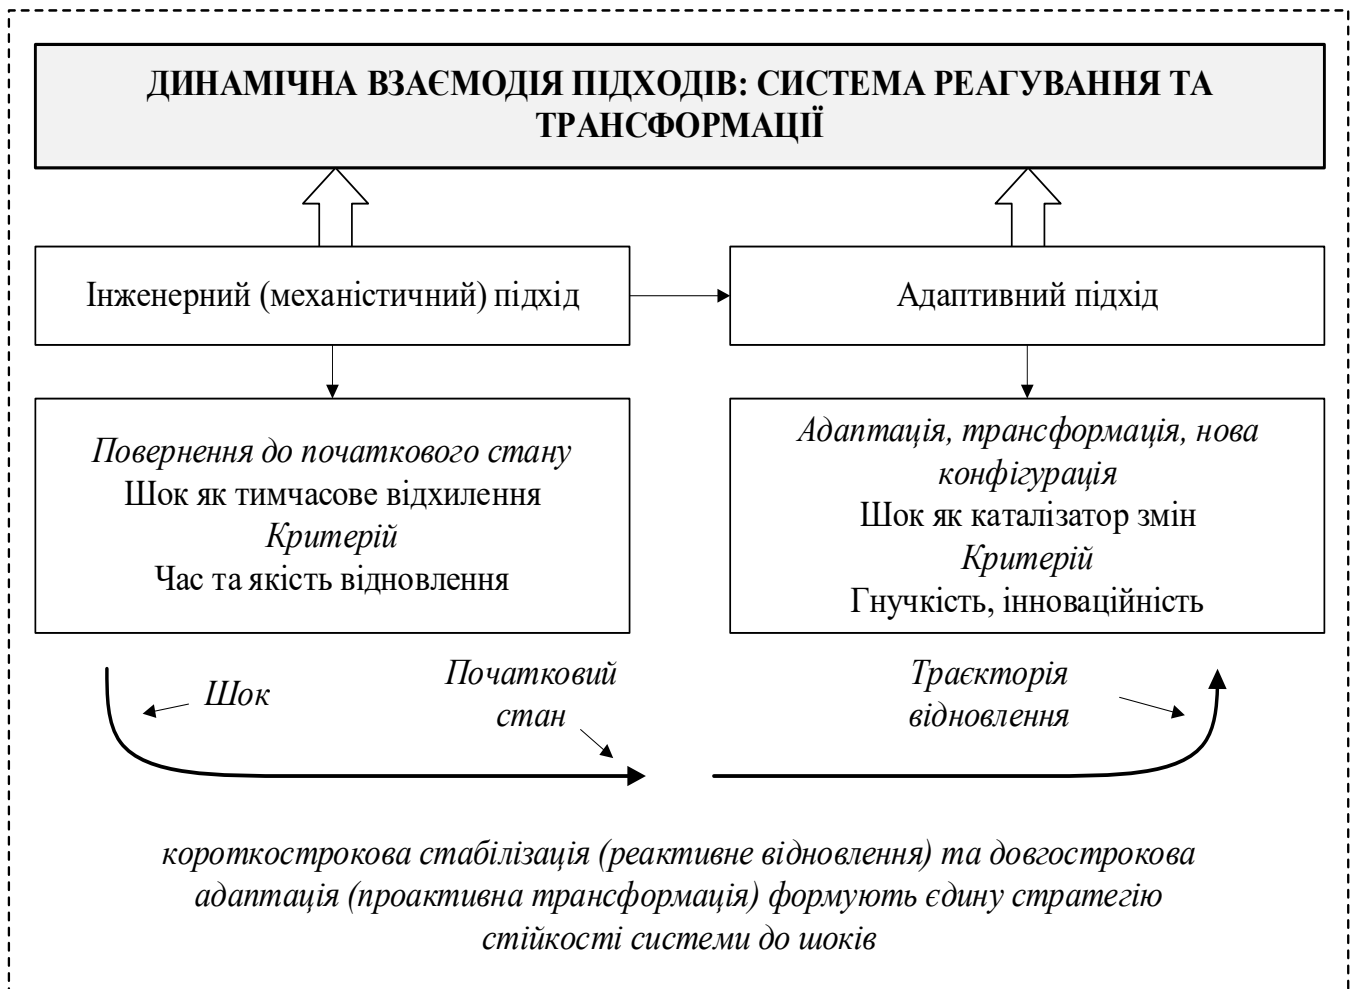 ДИНАМІЧНА ВЗАЄМОДІЯ ПІДХОДІВ: СИСТЕМА РЕАГУВАННЯ ТА
ТРАНСФОРМАЦІЇ
Інженерний (механістичний) підхід
Адаптивний підхід
Повернення до початкового стану
Шок як тимчасове відхилення
Критерій
Час та якість відновлення
Адаптація, трансформація, нова
конфігурація
Шок як каталізатор змін
Критерій
Гнучкість, інноваційність
Шок
Початковий
стан
Траєкторія
відновлення
короткострокова стабілізація (реактивне відновлення) та довгострокова
адаптація (проактивна трансформація) формують єдину стратегію
стійкості системи до шоків